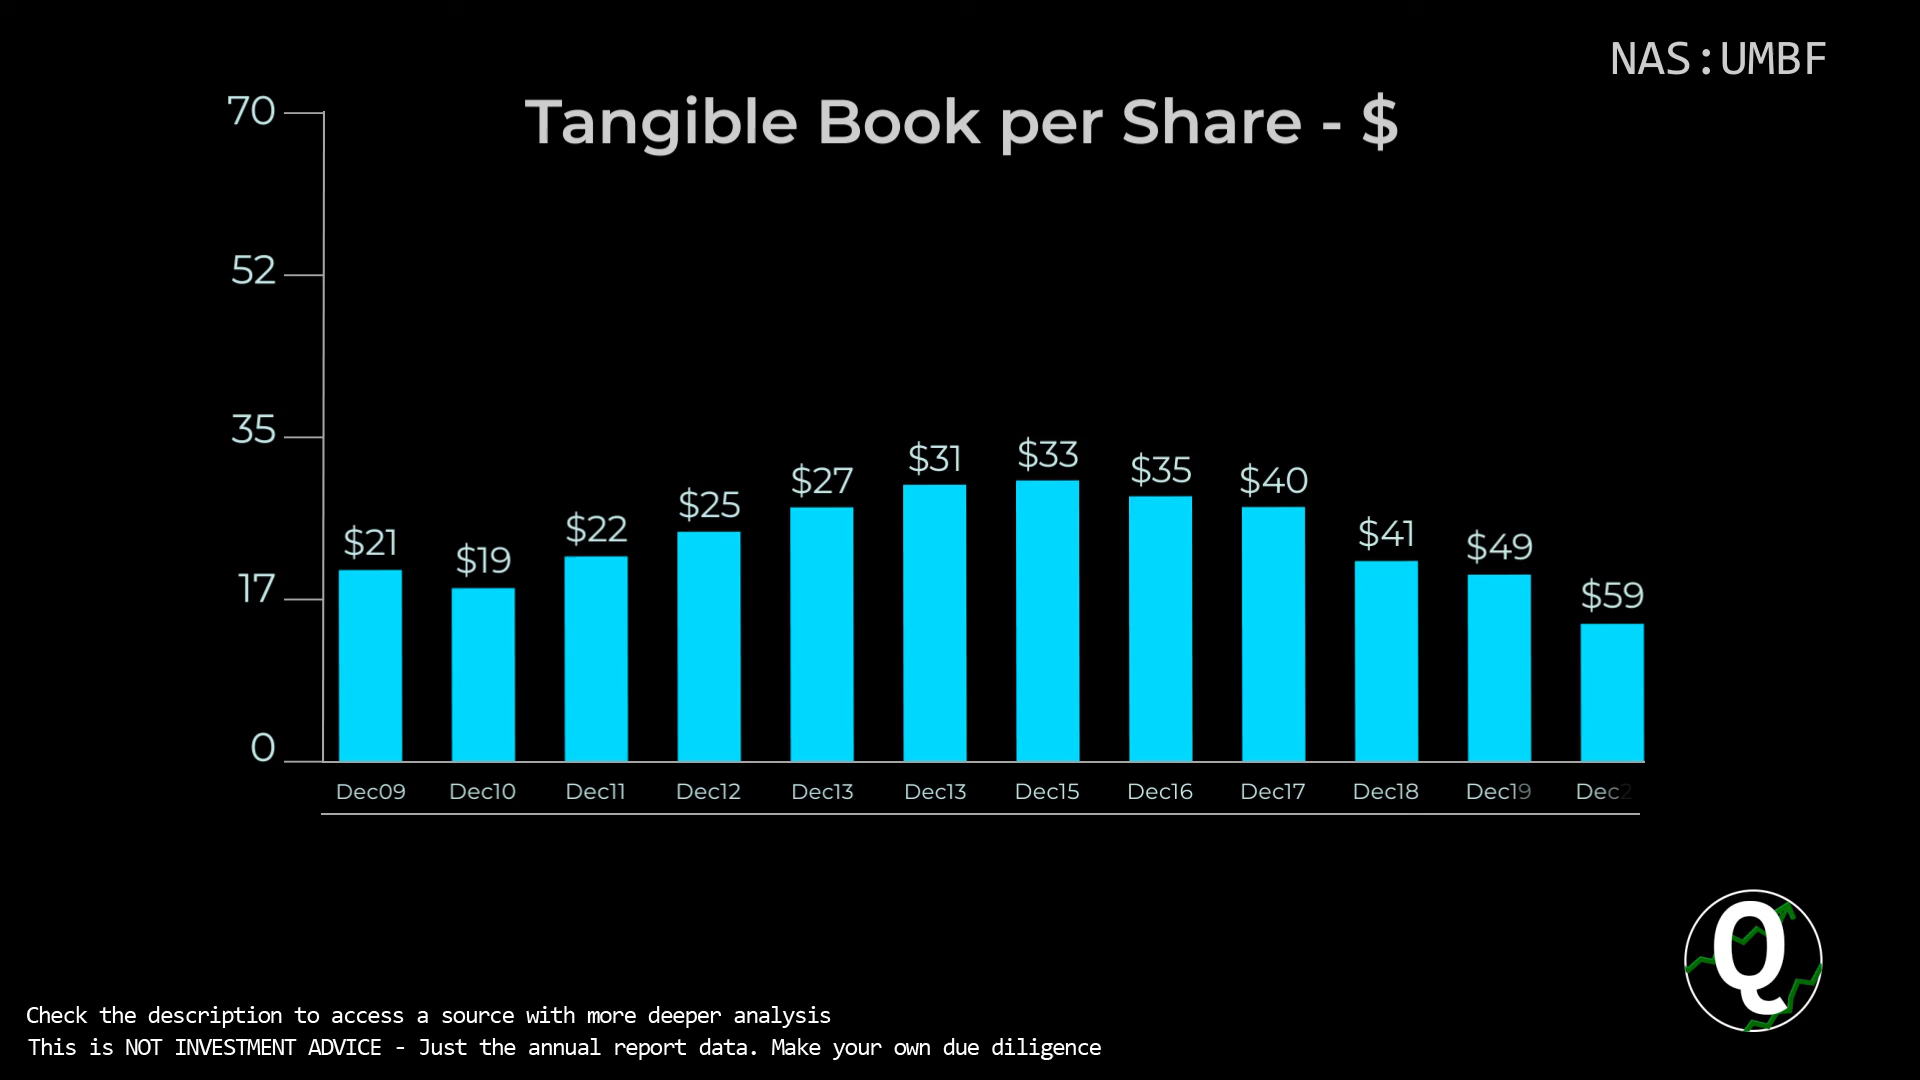 NAS:UMBF
Tangible Book per Share - $
70
52
35
17
0
$21
$19
$22
$25
$27
$31
$33
$35
$40
$41
$49
$59
Dec09
Dec10
Dec11
Dec12
Dec13
Dec13
Dec15
Dec16
Dec17
Dec18
Dec19
Dec2
Q
Check the description to access a source with more deeper analysis
This is NOT INVESTMENT ADVICE - Just the annual report data. Make your own due diligence